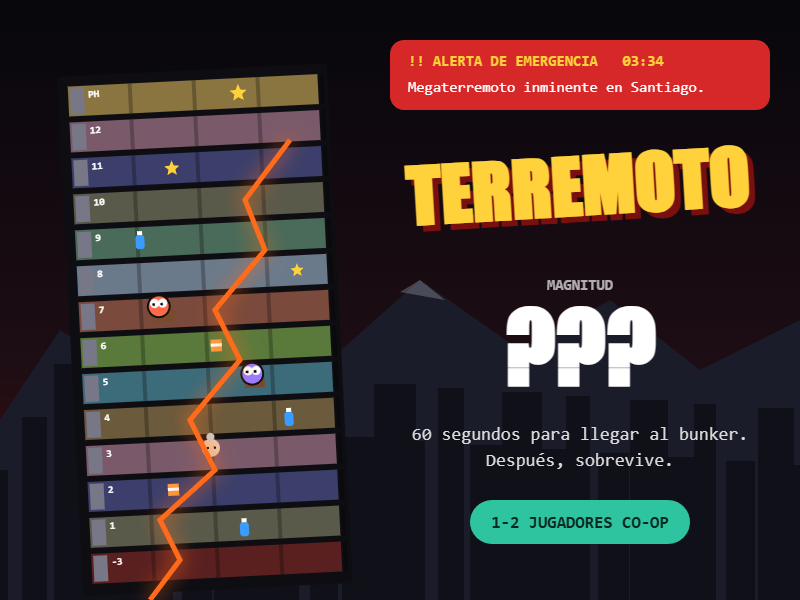 !! ALERTA DE EMERGENCIA 03:34
Megaterremoto inminente en Santiago.
TERREMOTO
MAGNITUD
???
60 segundos para llegar al bunker.
Después, sobrevive.
1-2 JUGADORES CO-OP
PH
12
11
10
9
8
7
6
5
4
3
2
1
-3